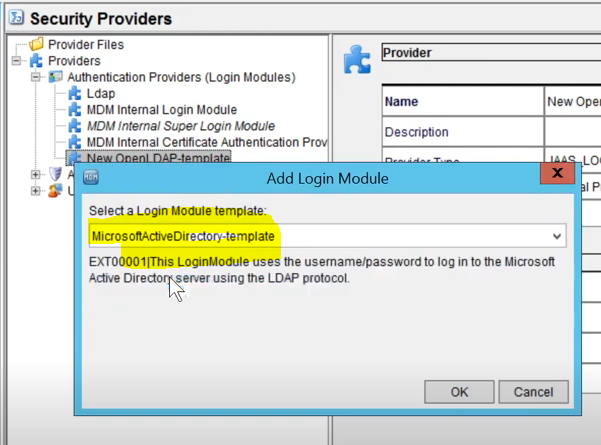 Security Providers
Provider Files
Providers
Authentication Providers (Login Modules)
Ldap
MDM Internal Login Module
MDM Internal Super Login Module
MDM Internal Certificate Authentication Prov
New OpenLDAP-template
A
U
Provider
Name New Open
Description
Provider Type JAAS_LO
al P
MDM
Add Login Module
X
Select a Login Module template:
MicrosoftActiveDirectory-template
EXT00001|This LoginModule uses the username/password to log in to the Microsoft
Active Directory server using the LDAP protocol.
OK Cancel